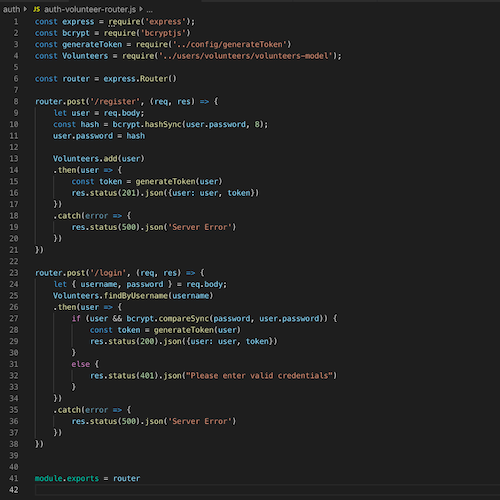 auth > JS auth-volunteer-router.js > ...
1 const express = require('express');
2 const bcrypt = require('bcryptjs')
3 const generateToken = require('../config/generateToken')
4 const Volunteers = require('../users/volunteers/volunteers-model');
5
6 const router = express.Router()
7
8 router.post('/register', (req, res) => {
9 let user = req.body;
10 const hash = bcrypt.hashSync(user.password, 8);
11 user.password = hash
12
13 Volunteers.add(user)
14 .then(user => {
15 const token = generateToken(user)
16 res.status(201).json({user: user, token})
17 })
18 .catch(error => {
19 res.status(500).json('Server Error')
20 })
21 })
22
23 router.post('/login', (req, res) => {
24 let { username, password } = req.body;
25 Volunteers.findByUsername(username)
26 .then(user => {
27 if (user && bcrypt.compareSync(password, user.password)) {
28 const token = generateToken(user)
29 res.status(200).json({user: user, token})
30 }
31 else {
32 res.status(401).json("Please enter valid credentials")
33 }
34 })
35 .catch(error => {
36 res.status(500).json('Server Error')
37 })
38 })
39
40
41 module.exports = router
42